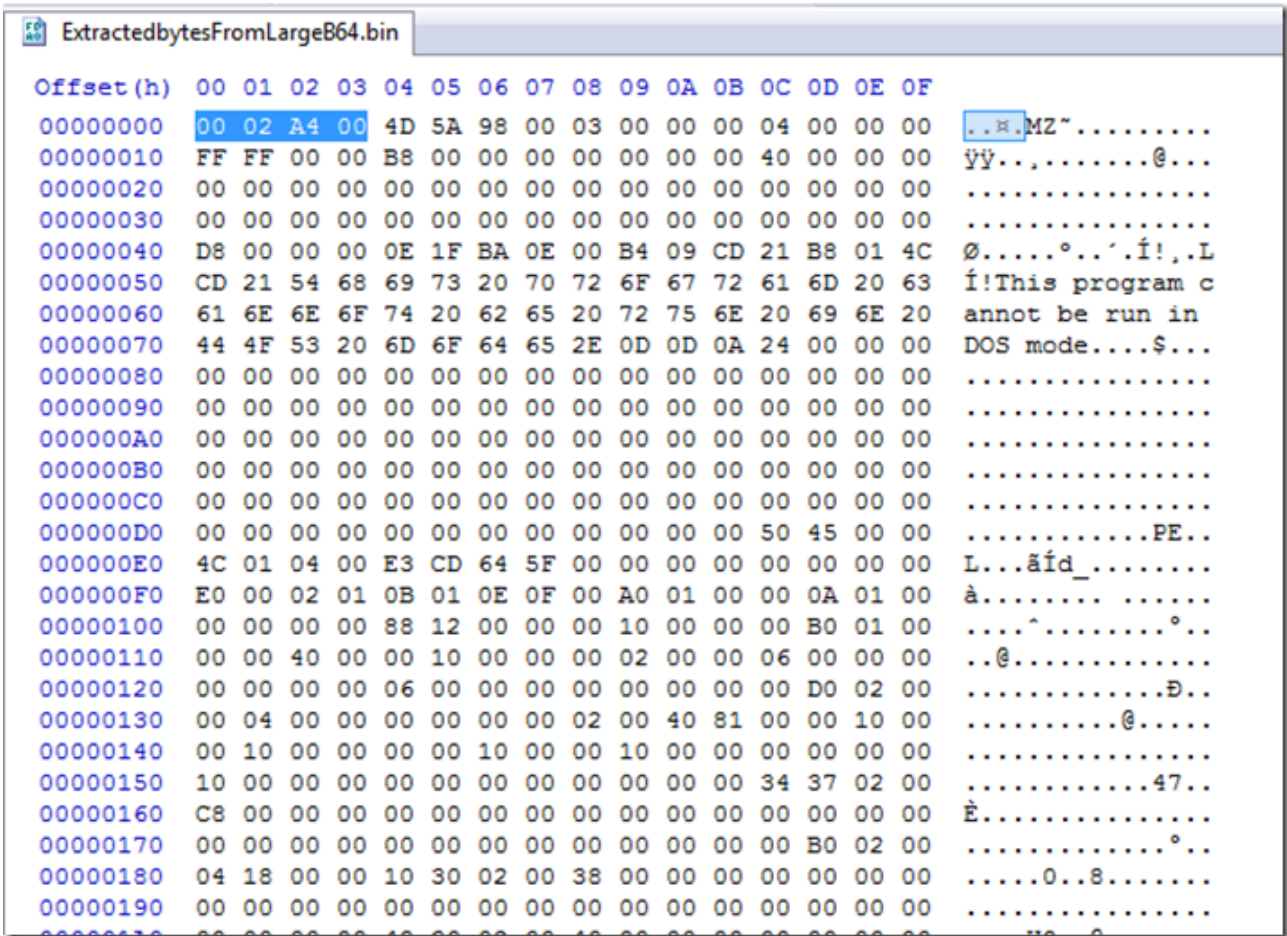 ExtractedbytesFromLargeB64.bin
Offset(h) 00 01 02 03 04 05 06 07 08 09 0A 0B 0C 0D 0E 0F
00000000 00 02 A4 00 4D 5A 98 00 03 00 00 00 04 00 00 00 ..¤.MZ˜.........
00000010 FF FF 00 00 B8 00 00 00 00 00 00 00 40 00 00 00 ÿÿ..¸.......@...
00000020 00 00 00 00 00 00 00 00 00 00 00 00 00 00 00 00 ................
00000030 00 00 00 00 00 00 00 00 00 00 00 00 00 00 00 00 ................
00000040 D8 00 00 00 0E 1F BA 0E 00 B4 09 CD 21 B8 01 4C Ø.....º..´.Í!¸.L
00000050 CD 21 54 68 69 73 20 70 72 6F 67 72 61 6D 20 63 Í!This program c
00000060 61 6E 6E 6F 74 20 62 65 20 72 75 6E 20 69 6E 20 annot be run in
00000070 44 4F 53 20 6D 6F 64 65 2E 0D 0D 0A 24 00 00 00 DOS mode....$...
00000080 00 00 00 00 00 00 00 00 00 00 00 00 00 00 00 00 ................
00000090 00 00 00 00 00 00 00 00 00 00 00 00 00 00 00 00 ................
000000A0 00 00 00 00 00 00 00 00 00 00 00 00 00 00 00 00 ................
000000B0 00 00 00 00 00 00 00 00 00 00 00 00 00 00 00 00 ................
000000C0 00 00 00 00 00 00 00 00 00 00 00 00 00 00 00 00 ................
000000D0 00 00 00 00 00 00 00 00 00 00 00 00 50 45 00 00 ............PE..
000000E0 4C 01 04 00 E3 CD 64 5F 00 00 00 00 00 00 00 00 L...ãÍd_........
000000F0 E0 00 02 01 0B 01 0E 0F 00 A0 01 00 00 0A 01 00 à........ ......
00000100 00 00 00 00 88 12 00 00 00 10 00 00 00 B0 01 00 ....ˆ........°..
00000110 00 00 40 00 00 10 00 00 00 02 00 00 06 00 00 00 ..@.............
00000120 00 00 00 00 06 00 00 00 00 00 00 00 00 D0 02 00 .............Ð..
00000130 00 04 00 00 00 00 00 00 02 00 40 81 00 00 10 00 ..........@.....
00000140 00 10 00 00 00 00 10 00 00 10 00 00 00 00 00 00 ................
00000150 10 00 00 00 00 00 00 00 00 00 00 00 34 37 02 00 ............47..
00000160 C8 00 00 00 00 00 00 00 00 00 00 00 00 00 00 00 È...............
00000170 00 00 00 00 00 00 00 00 00 00 00 00 00 B0 02 00 .............°..
00000180 04 18 00 00 10 30 02 00 38 00 00 00 00 00 00 00 .....0..8.......
00000190 00 00 00 00 00 00 00 00 00 00 00 00 00 00 00 00 ................